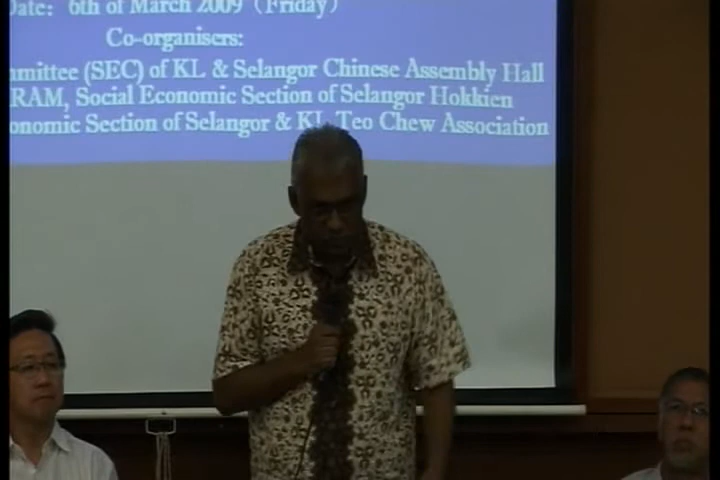 Date: 6th of March 2009 (Friday)
Co-organisers:
mmittee (SEC) of KL & Selangor Chinese Assembly Hall
RAM, Social Economic Section of Selangor Hokkien
onomic Section of Selangor & KL Teo Chew Association